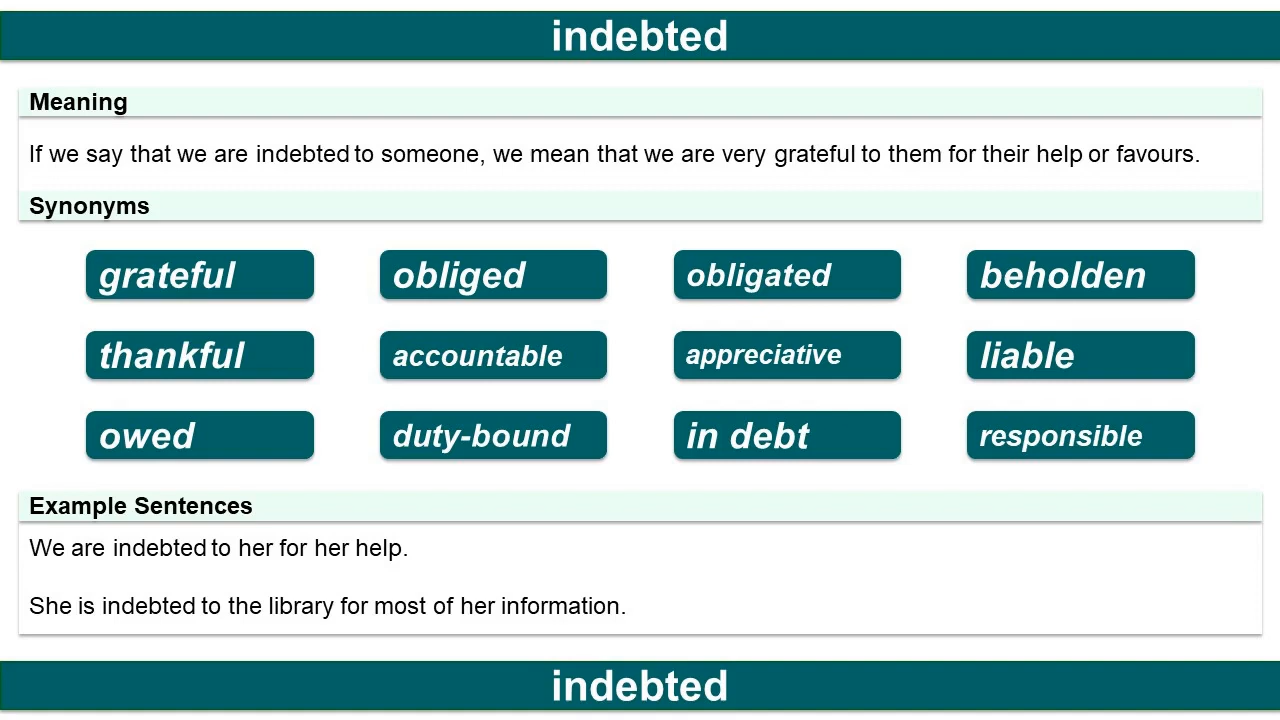 indebted
Meaning
If we say that we are indebted to someone, we mean that we are very grateful to them for their help or favours.
Synonyms
grateful obliged obligated beholden
thankful accountable appreciative liable
owed duty-bound in debt responsible
Example Sentences
We are indebted to her for her help.
She is indebted to the library for most of her information.
indebted